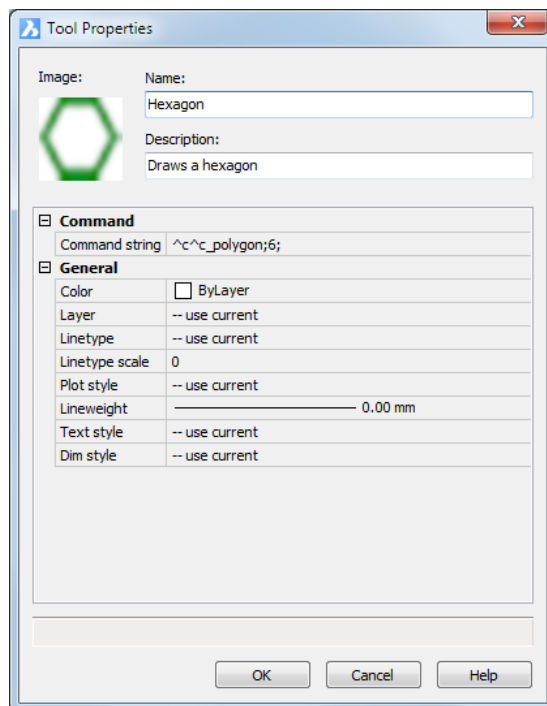 Tool Properties
Image:
Name:
Hexagon
Description:
Draws a hexagon
Command
Command string ^c^c_polygon;6;
General
Color ByLayer
Layer -- use current
Linetype -- use current
Linetype scale 0
Plot style -- use current
Lineweight 0.00 mm
Text style -- use current
Dim style -- use current
OK Cancel Help